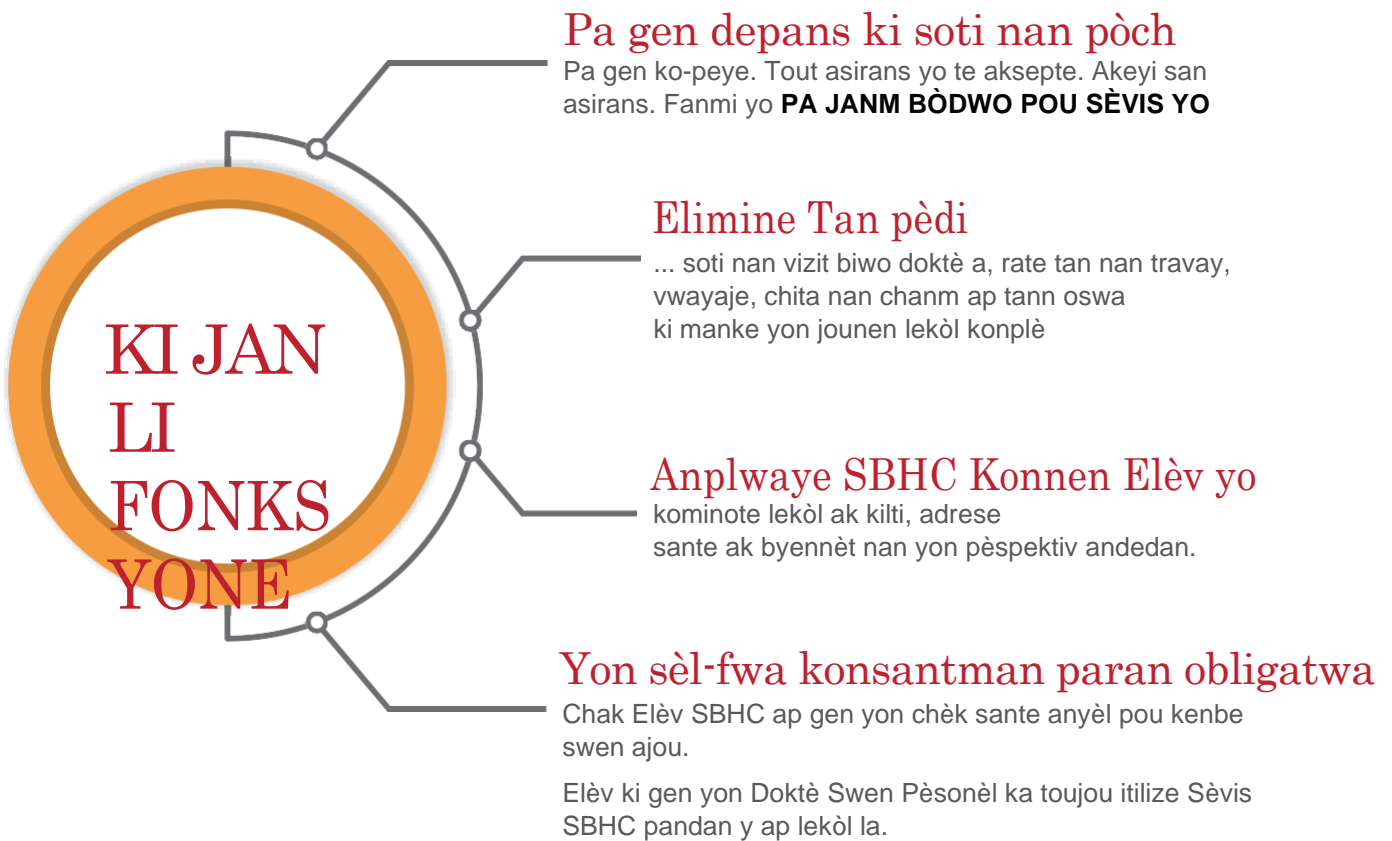 Pa gen depans ki soti nan pòch
Pa gen ko-peye. Tout asirans yo te aksepte. Akeyi san
asirans. Fanmi yo PA JANM BÒDWO POU SÈVIS YO
Elimine Tan pèdi
... soti nan vizit biwo doktè a, rate tan nan travay,
vwayaje, chita nan chanm ap tann oswa
ki manke yon jounen lekòl konplè
KI JAN
LI
FONKS
YONE
Anplwaye SBHC Konnen Elèv yo
kominote lekòl ak kilti, adrese
sante ak byennèt nan yon pèspektiv andedan.
Yon sèl-fwa konsantman paran obligatwa
Chak Elèv SBHC ap gen yon chèk sante anyèl pou kenbe
swen ajou.
Elèv ki gen yon Doktè Swen Pèsonèl ka toujou itilize Sèvis
SBHC pandan y ap lekòl la.